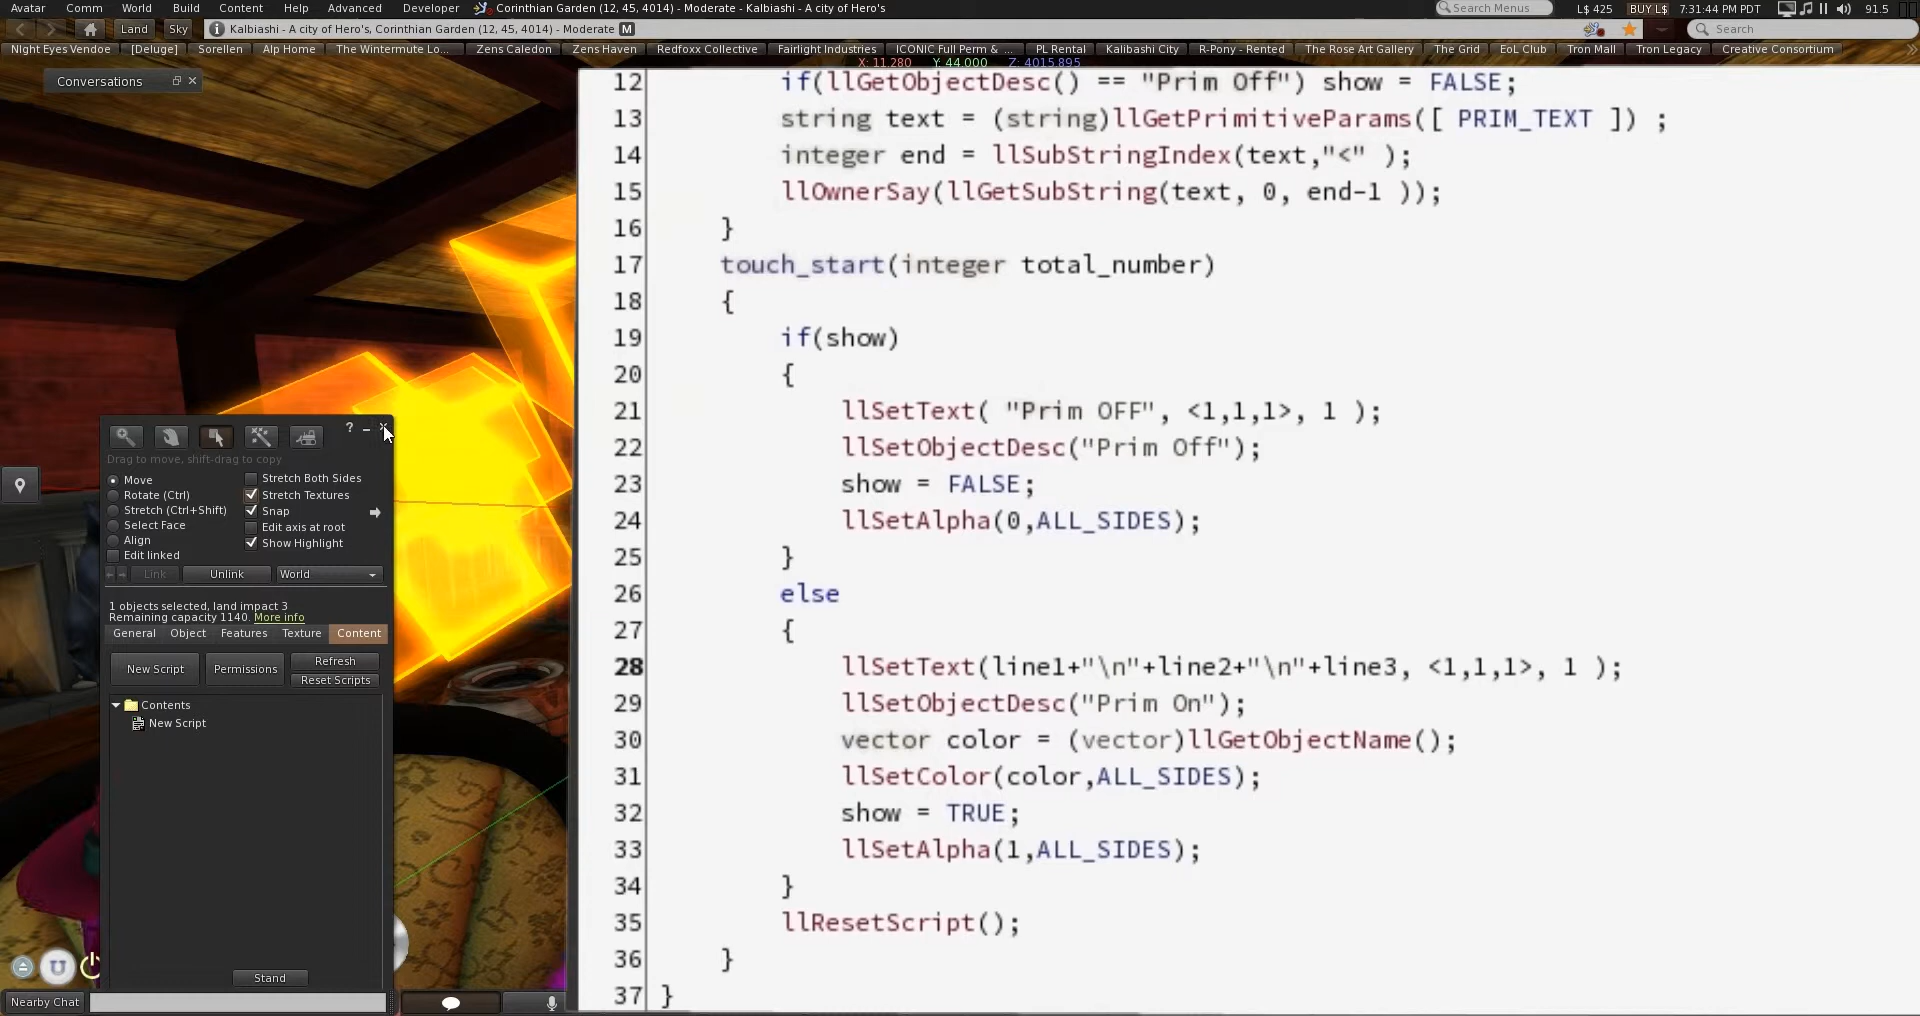 Avatar Comm World Build Content Help Advanced Developer Corinthian Garden (12, 45, 4014) - Moderate - Kalbiashi - A city of Hero's Search Menus L$ 425 BUY L$ 7:31:44 PM PDT 91.5
Land Sky Kalbiashi - A city of Hero's, Corinthian Garden (12, 45, 4014) - Moderate M Search
Night Eyes Vendoe [Deluge] Sorellen Alp Home The Wintermute Lo... Zens Caledon Zens Haven Redfoxx Collective Fairlight Industries ICONIC Full Perm & ... PL Rental Kalibashi City R-Pony - Rented The Rose Art Gallery The Grid EoL Club Tron Mall Tron Legacy Creative Consortium
X: 11.280 Y: 44.000 Z: 4015.895
Conversations
12 if(llGetObjectDesc() == "Prim Off") show = FALSE;
13 string text = (string)llGetPrimitiveParams([ PRIM_TEXT ]) ;
14 integer end = llSubStringIndex(text,"<" );
15 llOwnerSay(llGetSubString(text, 0, end-1 ));
16 }
17 touch_start(integer total_number)
18 {
19 if(show)
20 {
21 llSetText( "Prim OFF", <1,1,1>, 1 );
22 llSetObjectDesc("Prim Off");
23 show = FALSE;
24 llSetAlpha(0,ALL_SIDES);
25 }
26 else
27 {
28 llSetText(line1+"\n"+line2+"\n"+line3, <1,1,1>, 1 );
29 llSetObjectDesc("Prim On");
30 vector color = (vector)llGetObjectName();
31 llSetColor(color,ALL_SIDES);
32 show = TRUE;
33 llSetAlpha(1,ALL_SIDES);
34 }
35 llResetScript();
36 }
37 }
Drag to move, shift-drag to copy
Move
Rotate (Ctrl)
Stretch (Ctrl+Shift)
Select Face
Align
Edit linked
Stretch Both Sides
Stretch Textures
Snap
Edit axis at root
Show Highlight
Link Unlink World
1 objects selected, land impact 3
Remaining capacity 1140. More info
General Object Features Texture Content
New Script Permissions Refresh
Reset Scripts
Contents
New Script
Stand
Nearby Chat